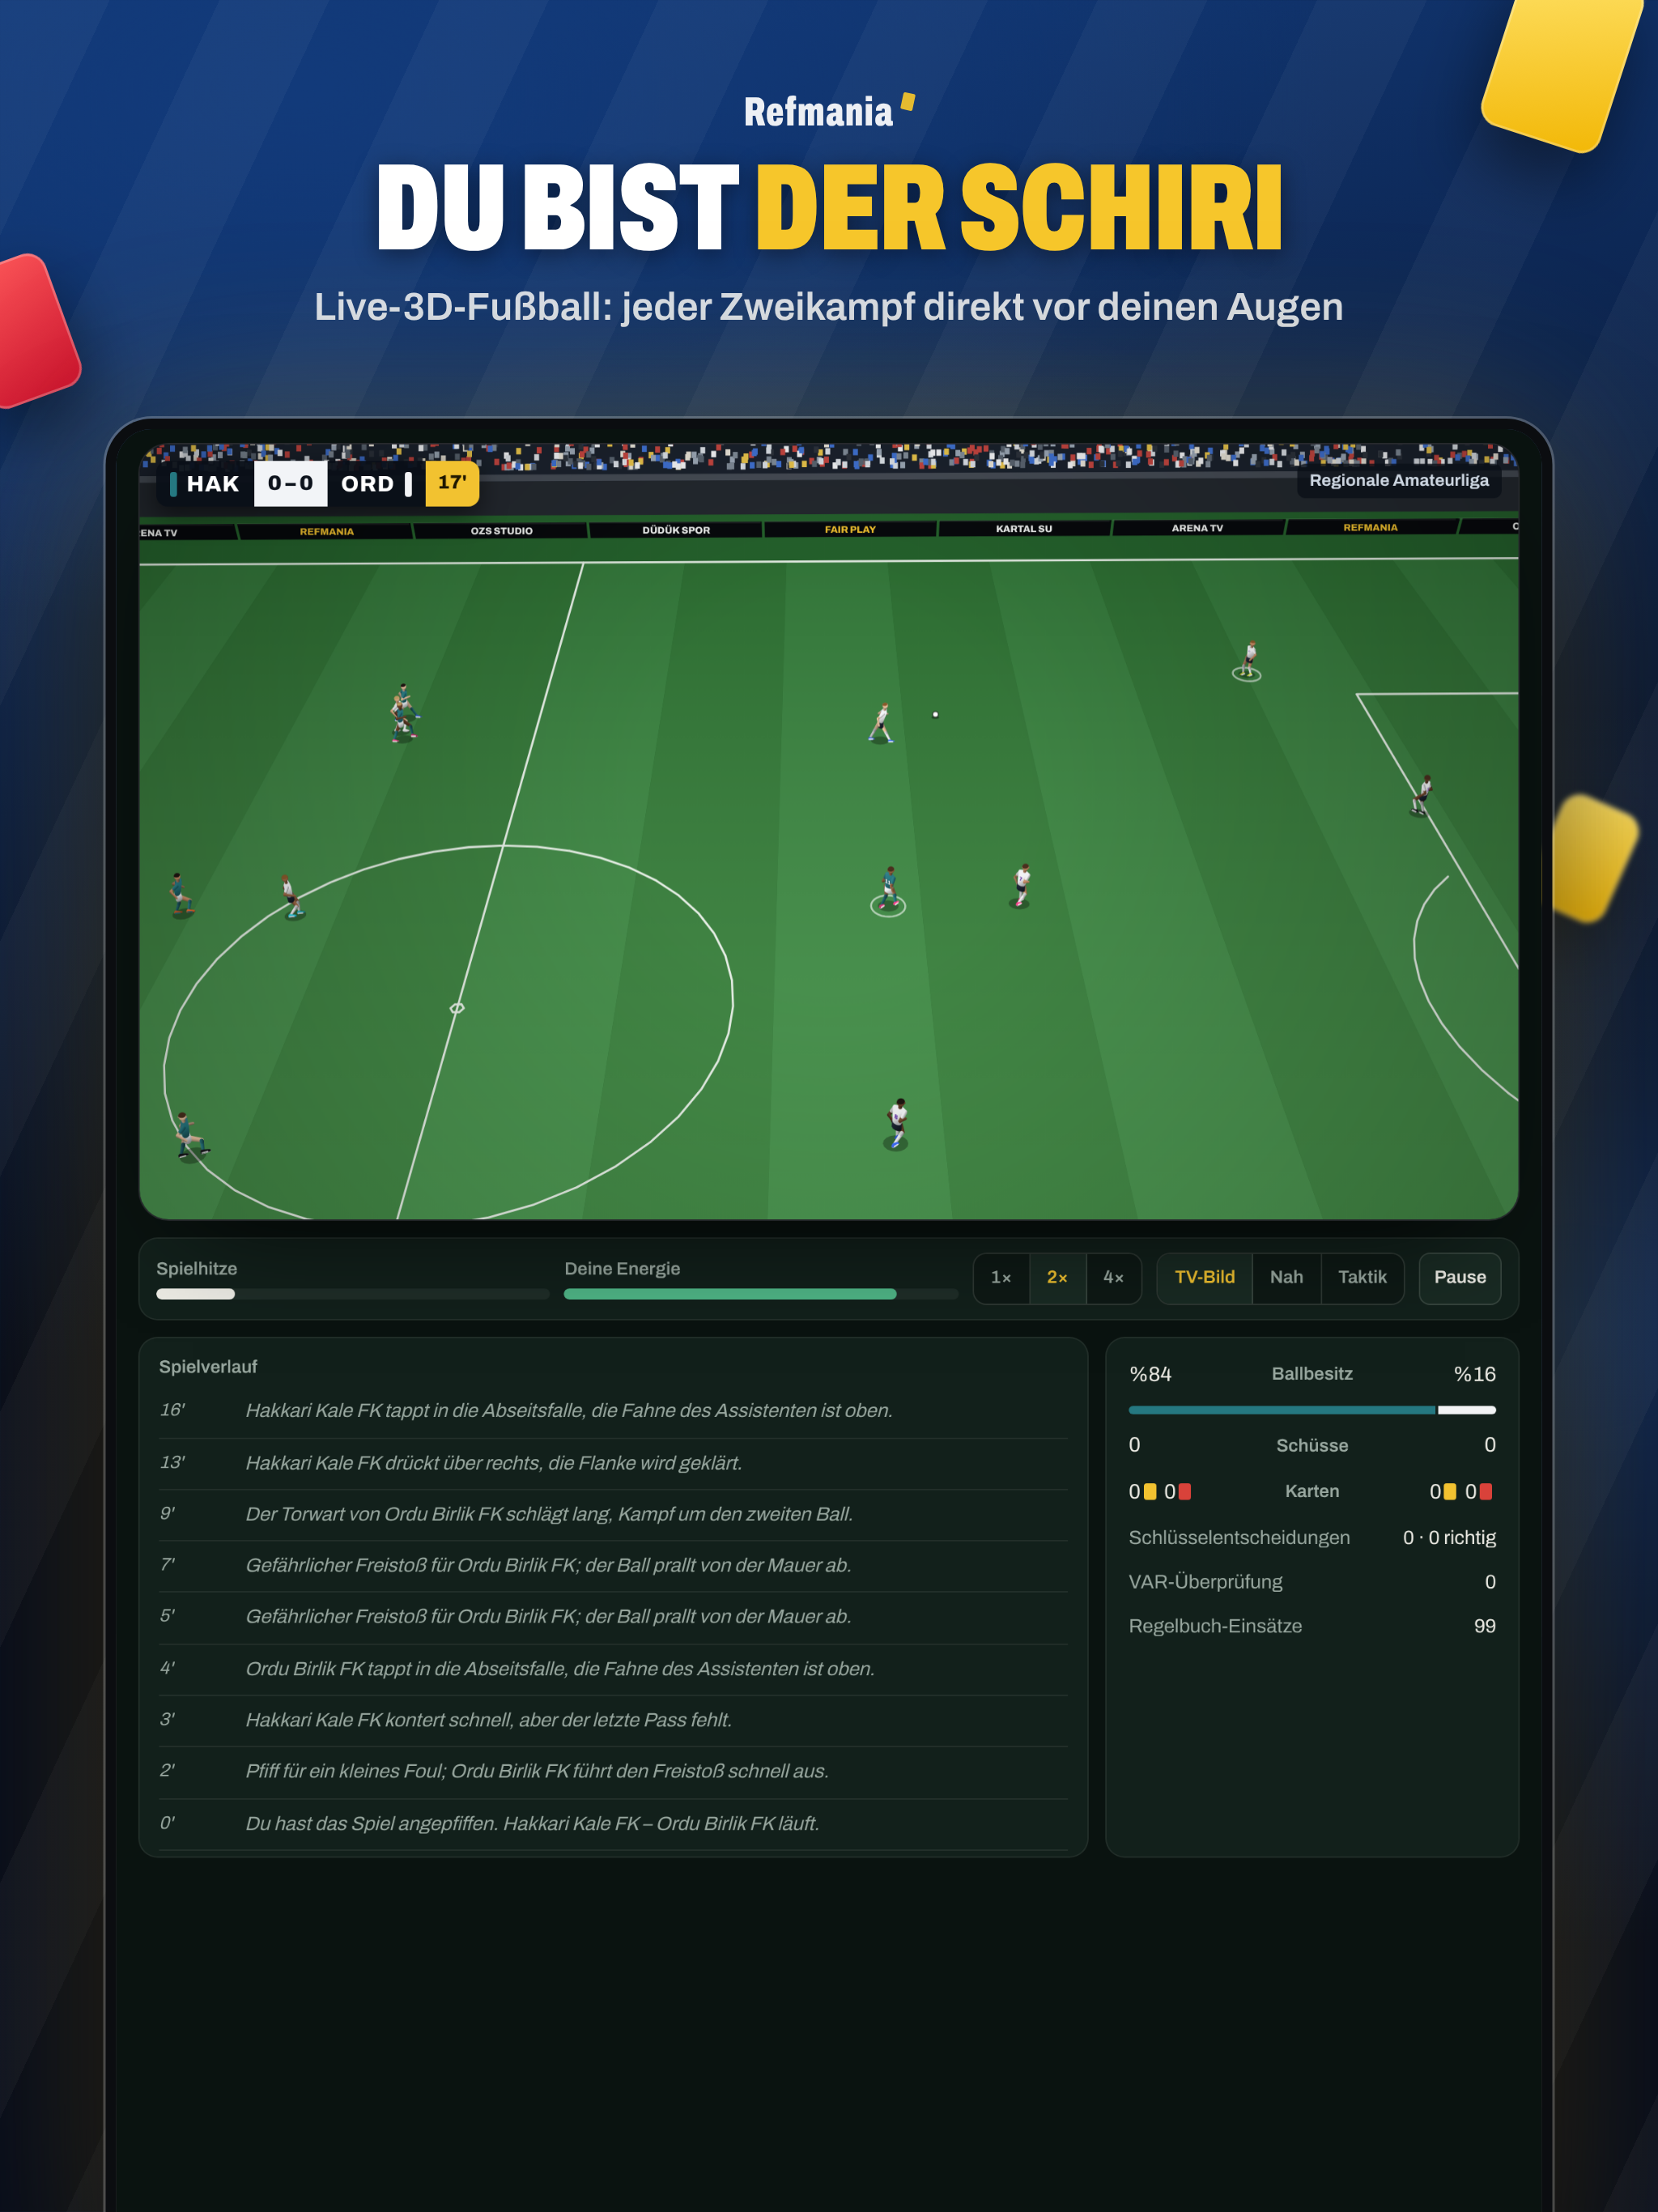 Refmania
DU BIST DER SCHIRI
Live-3D-Fußball: jeder Zweikampf direkt vor deinen Augen
HAK 0–0 ORD 17'
Regionale Amateurliga
ENA TV REFMANIA OZS STUDIO DÜDÜK SPOR FAIR PLAY KARTAL SU ARENA TV REFMANIA
Spielhitze
Deine Energie
1× 2× 4× TV-Bild Nah Taktik Pause
Spielverlauf
16' Hakkari Kale FK tappt in die Abseitsfalle, die Fahne des Assistenten ist oben.
13' Hakkari Kale FK drückt über rechts, die Flanke wird geklärt.
9' Der Torwart von Ordu Birlik FK schlägt lang, Kampf um den zweiten Ball.
7' Gefährlicher Freistoß für Ordu Birlik FK; der Ball prallt von der Mauer ab.
5' Gefährlicher Freistoß für Ordu Birlik FK; der Ball prallt von der Mauer ab.
4' Ordu Birlik FK tappt in die Abseitsfalle, die Fahne des Assistenten ist oben.
3' Hakkari Kale FK kontert schnell, aber der letzte Pass fehlt.
2' Pfiff für ein kleines Foul; Ordu Birlik FK führt den Freistoß schnell aus.
0' Du hast das Spiel angepfiffen. Hakkari Kale FK – Ordu Birlik FK läuft.
%84 Ballbesitz %16
0 Schüsse 0
0 0 Karten 0 0
Schlüsselentscheidungen 0 · 0 richtig
VAR-Überprüfung 0
Regelbuch-Einsätze 99